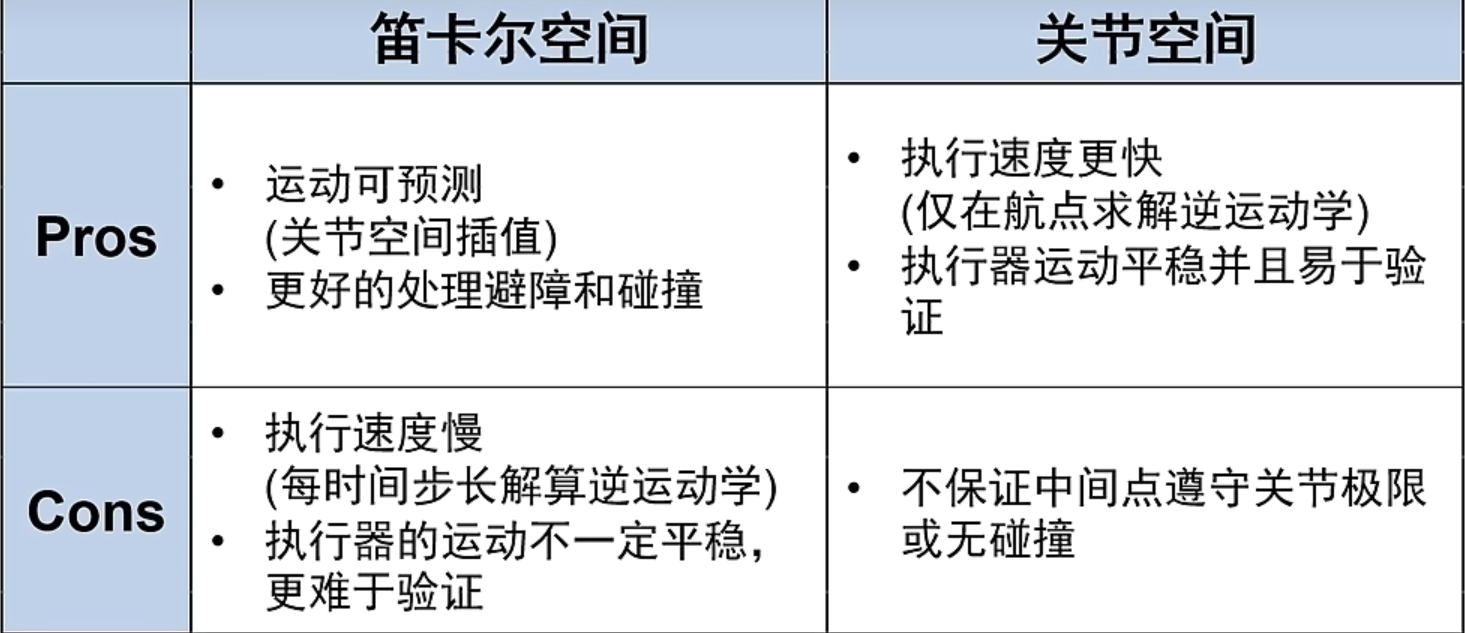 笛卡尔空间
关节空间
Pros
• 运动可预测
(关节空间插值)
• 更好的处理避障和碰撞
• 执行速度更快
(仅在航点求解逆运动学)
• 执行器运动平稳并且易于验
证
Cons
• 执行速度慢
(每时间步长解算逆运动学)
• 执行器的运动不一定平稳，
更难于验证
• 不保证中间点遵守关节极限
或无碰撞